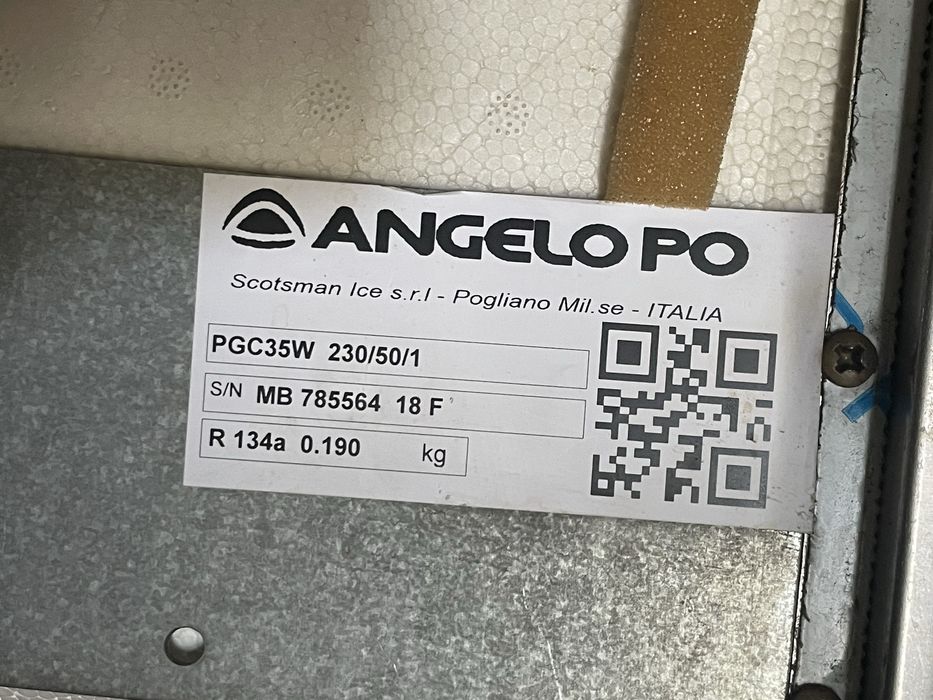 ANGELO PO
Scotsman Ice s.r.l - Pogliano Mil.se - ITALIA
PGC35W 230/50/1
S/N MB 785564 18 F
R 134a 0.190 kg